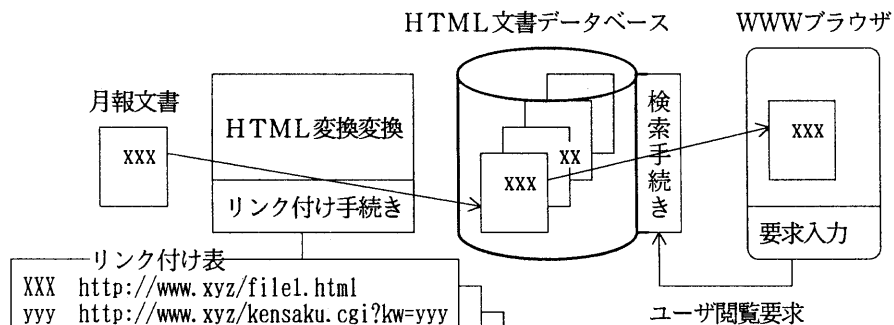 HTML文書データベース
WWWブラウザ
月報文書
XXX
HTML変換変換
リンク付け手続き
XX
XXX
検索手続き
XXX
要求入力
リンク付け表
XXX http://www.xyz/file1.html
yyy http://www.xyz/kensaku.cgi?kw=yyy
ユーザ閲覧要求